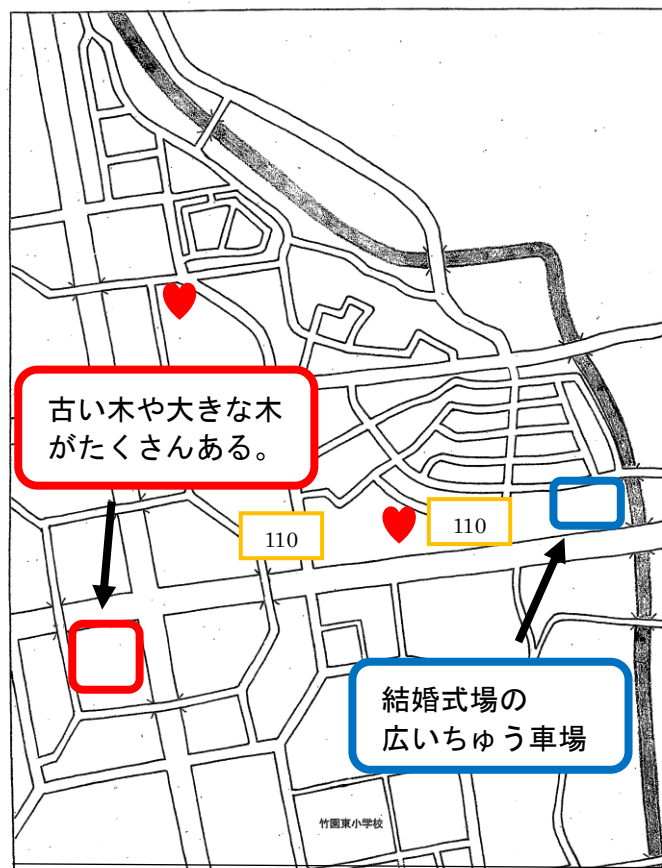 古い木や大きな木
がたくさんある。
110
110
結婚式場の
広いちゅう車場
竹園東小学校